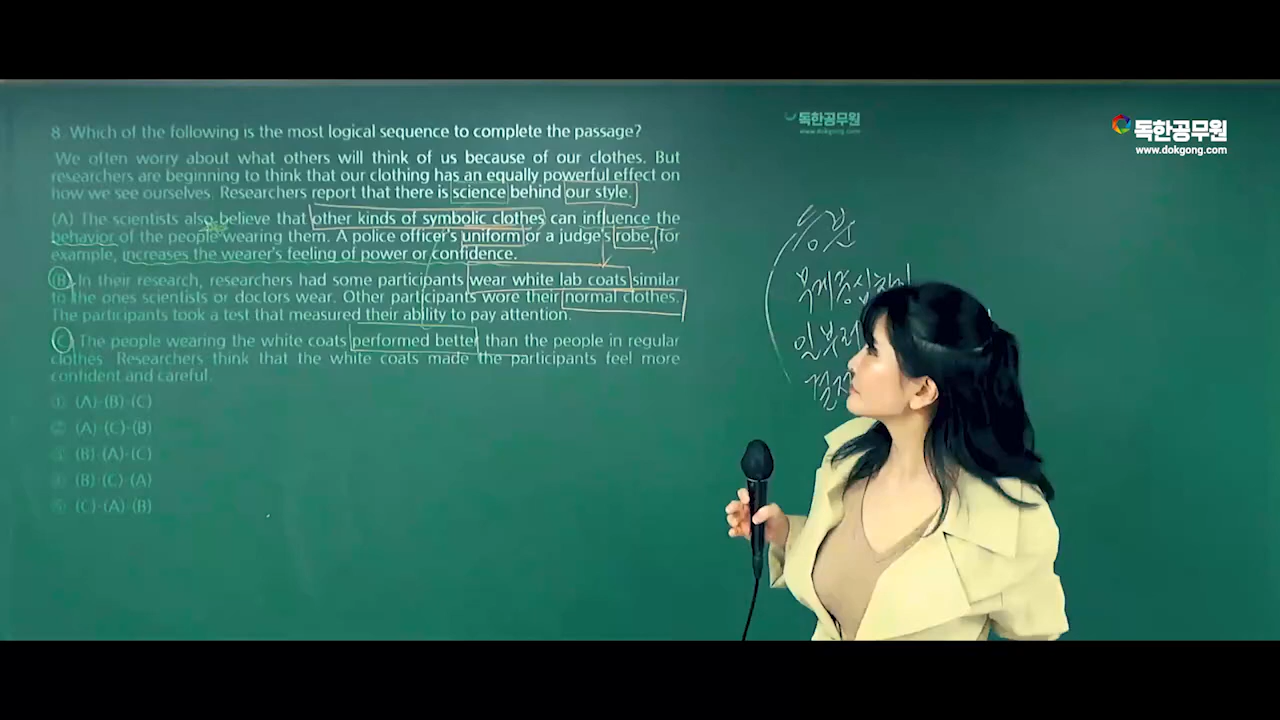 독한공무원
www.dokgong.com
독한공무원
www.dokgong.com
8. Which of the following is the most logical sequence to complete the passage?
We often worry about what others will think of us because of our clothes. But
researchers are beginning to think that our clothing has an equally powerful effect on
how we see ourselves. Researchers report that there is science behind our style.
(A) The scientists also believe that other kinds of symbolic clothes can influence the
behavior of the people wearing them. A police officer's uniform or a judge's robe, for
example, increases the wearer's feeling of power or confidence.
(B) In their research, researchers had some participants wear white lab coats similar
to the ones scientists or doctors wear. Other participants wore their normal clothes.
The participants took a test that measured their ability to pay attention.
(C) The people wearing the white coats performed better than the people in regular
clothes. Researchers think that the white coats made the participants feel more
confident and careful.
① (A)-(B)-(C)
② (A)-(C)-(B)
③ (B)-(A)-(C)
④ (B)-(C)-(A)
⑤ (C)-(A)-(B)